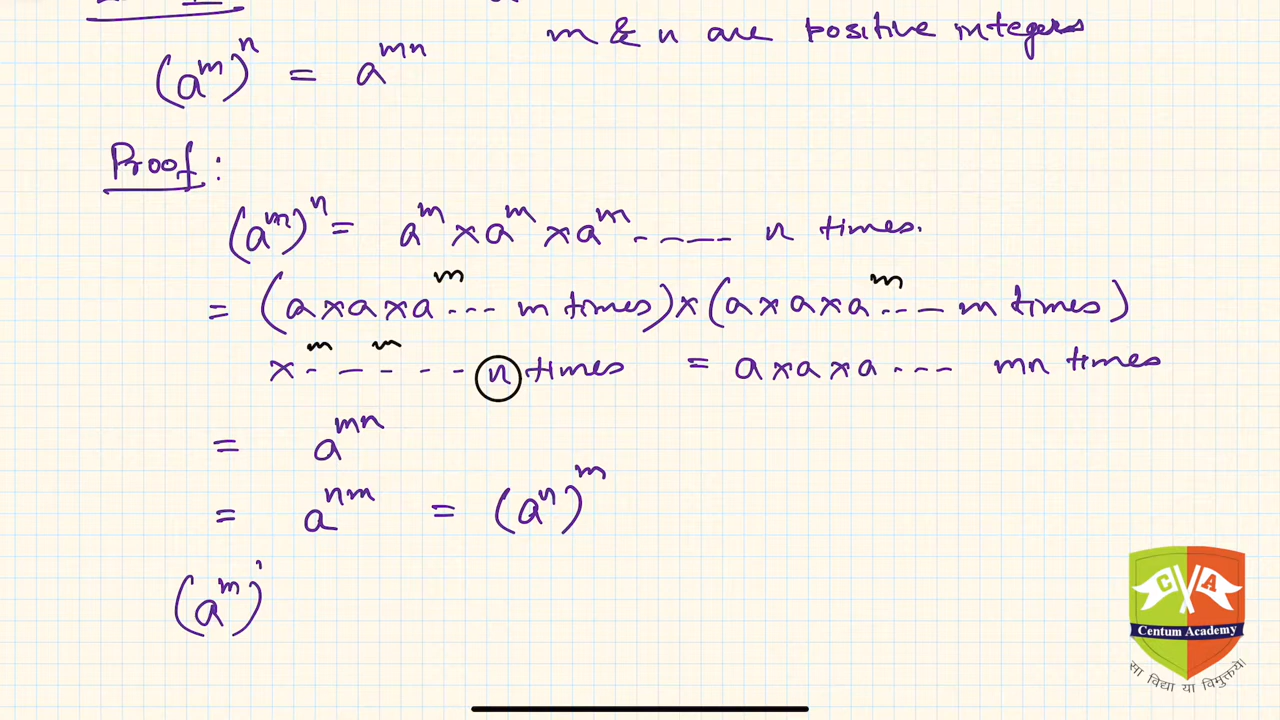 m & n are positive integers
(a^m)^n = a^{mn}
Proof:
(a^m)^n = a^m × a^m × a^m ------ n times.
m m
= (a × a × a --- m times) × (a × a × a --- m times)
m m
× - - - - - n times = a × a × a --- mn times
= a^{mn}
= a^{nm} = (a^n)^m
(a^m)'
C A
Centum Academy
सा विद्या या विमुक्तये।